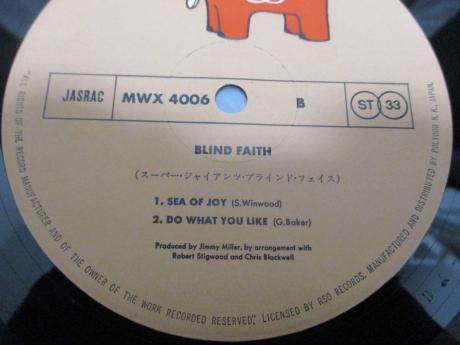 JASRAC
MWX 4006
B
ST 33
BLIND FAITH
(スーパー・ジャイアンツ・ブラインド・フェイス)
1. SEA OF JOY (S.Winwood)
2. DO WHAT YOU LIKE (G.Baker)
Produced by Jimmy Miller, by arrangement with
Robert Stigwood and Chris Blackwell
"ALL RIGHTS OF THE RECORD MANUFACTURER AND OF THE OWNER OF THE WORK RECORDED RESERVED." LICENSED BY RSO RECORDS. MANUFACTURED AND DISTRIBUTED BY POLYDOR K. K., JAPAN.